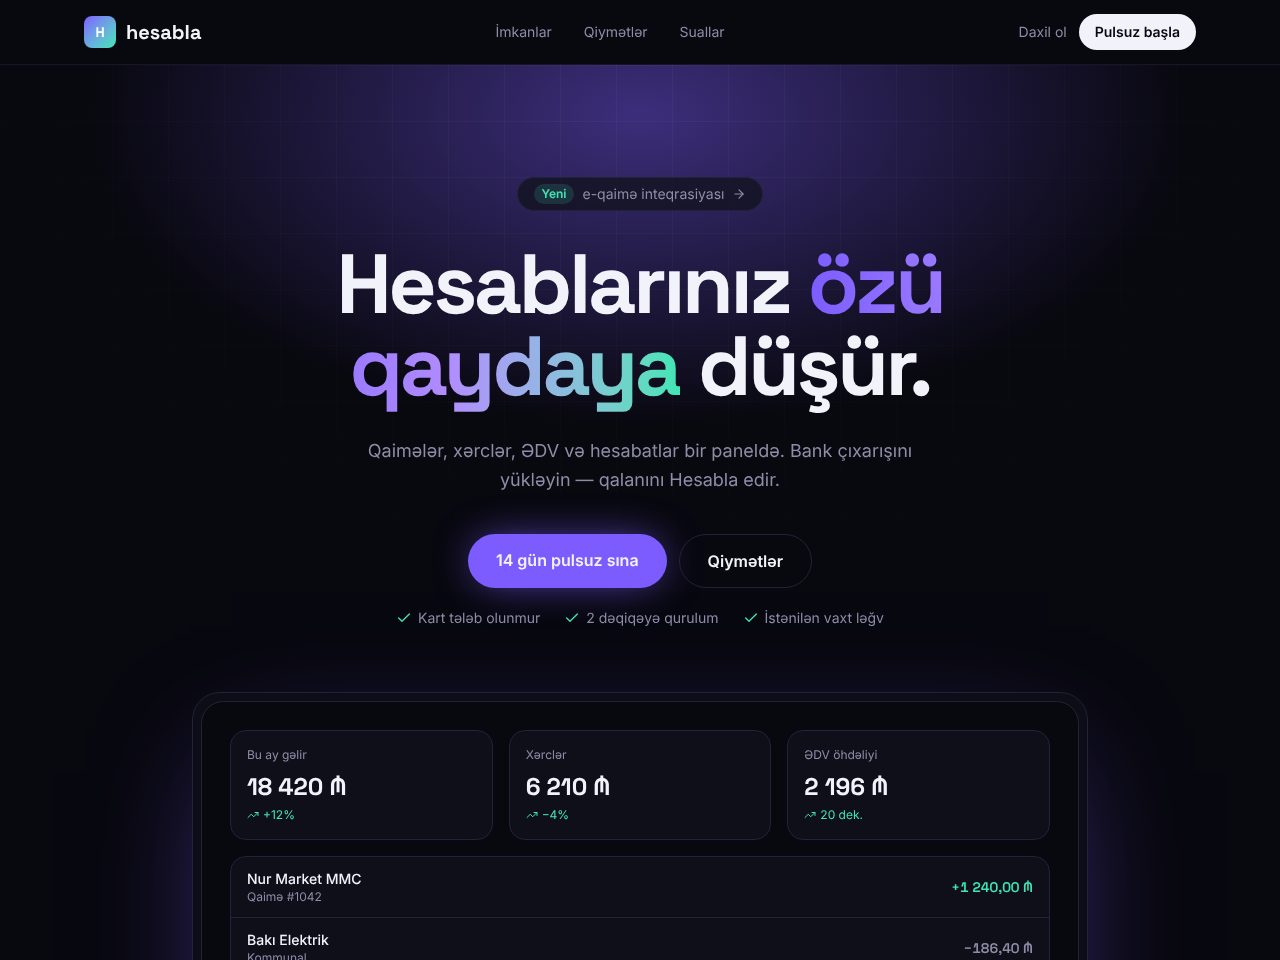 H hesabla
İmkanlar Qiymətlər Suallar
Daxil ol Pulsuz başla
Yeni e-qaimə inteqrasiyası →
Hesablarınız özü
qaydaya düşür.
Qaimələr, xərclər, ƏDV və hesabatlar bir paneldə. Bank çıxarışını
yükləyin — qalanını Hesabla edir.
14 gün pulsuz sına Qiymətlər
Kart tələb olunmur 2 dəqiqəyə qurulum İstənilən vaxt ləğv
Bu ay gəlir
18 420 ₼
+12%
Xərclər
6 210 ₼
−4%
ƏDV öhdəliyi
2 196 ₼
20 dek.
Nur Market MMC
Qaimə #1042
+1 240,00 ₼
Bakı Elektrik
Kommunal
−186,40 ₼